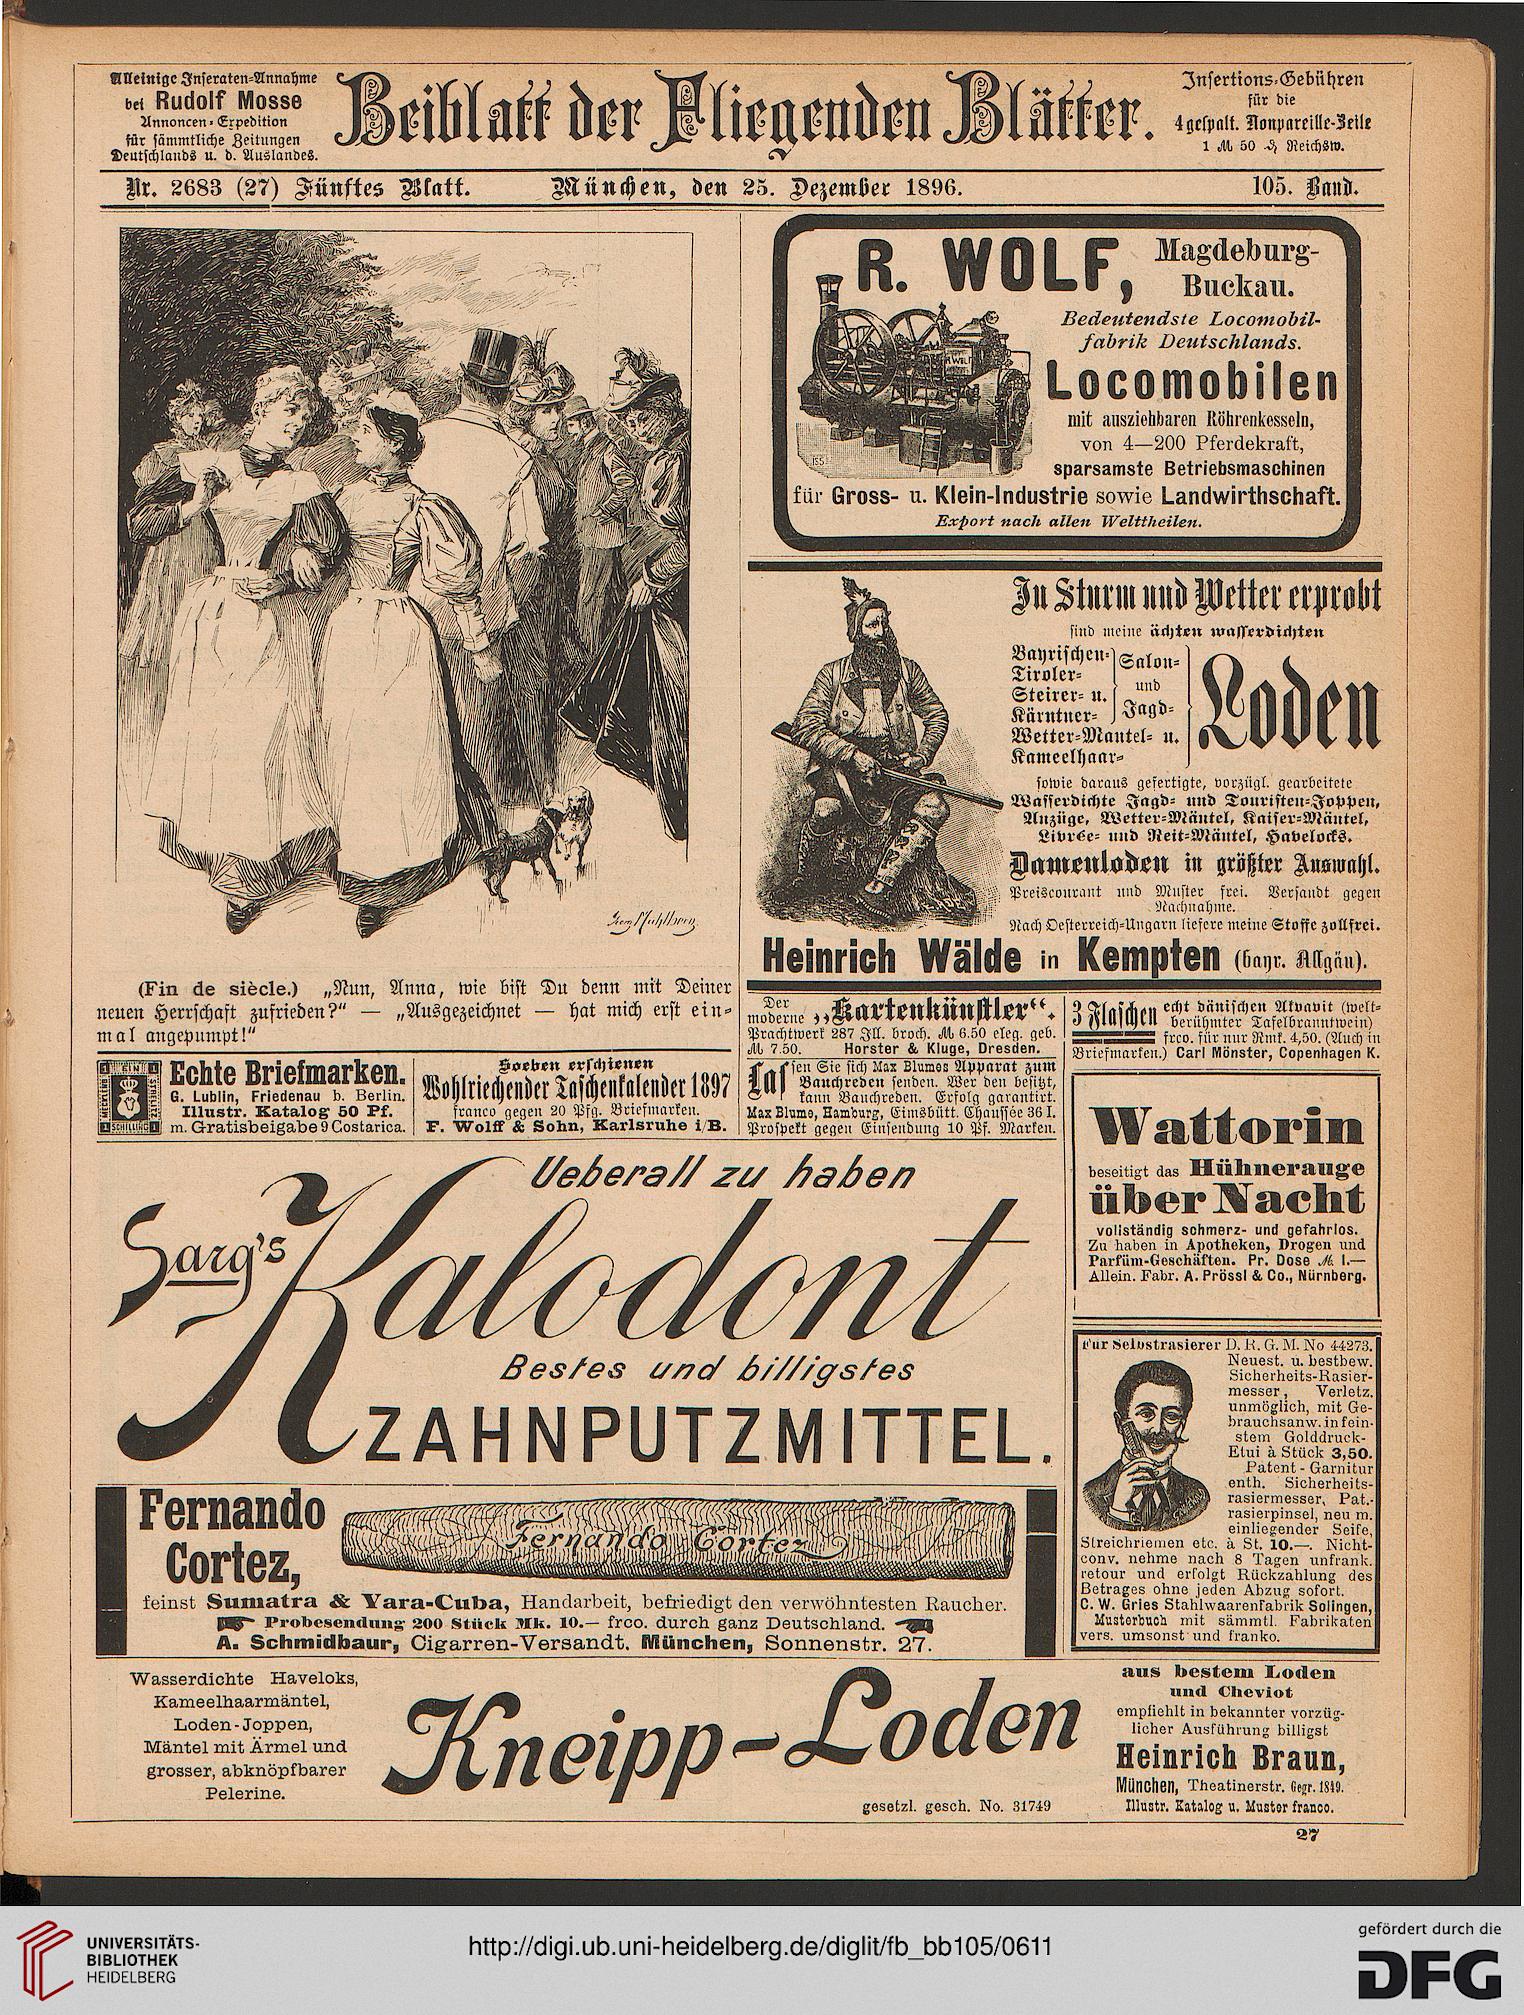 Alleinige Inseraten-Annahme
bei Rudolf Mosse
Annoncen-Expedition
für sämmtliche Zeitungen
Deutschlands u. d. Auslandes.
Beiblatt der Fliegenden Blätter.
Insertions-Gebühren
für die
4 gespalt. Nonpareille-Zeile
1 ℳ 50 ₰ Reichsw.
Nr. 2683 (27) Fünftes Blatt. München, den 25. Dezember 1896. 105. Band.
(Fin de siècle.) „Nun, Anna, wie bist Du denn mit Deiner
neuen Herrschaft zufrieden?“ — „Ausgezeichnet — hat mich erst ein-
mal angepumpt!“
R. WOLF,
Magdeburg-
Buckau.
Bedeutendste Locomobil-
fabrik Deutschlands.
Locomobilen
mit ausziehbaren Röhrenkesseln,
von 4—200 Pferdekraft,
sparsamste Betriebsmaschinen
für Gross- u. Klein-Industrie sowie Landwirthschaft.
Export nach allen Welttheilen.
In Sturm und Wetter erprobt
sind meine ächten wasserdichten
Bayrischen-
Tiroler-
Steirer- u.
Kärntner-
Salon-
und
Jagd-
Wetter-Mantel- u.
Kameelhaar-
Loden
sowie daraus gefertigte, vorzügl. gearbeitete
Wasserdichte Jagd- und Touristen-Joppen,
Anzüge, Wetter-Mäntel, Kaiser-Mäntel,
Livrée- und Reit-Mäntel, Havelocks.
Damenloden in größter Auswahl.
Preiscourant und Muster frei. Versandt gegen
Nachnahme.
Nach Oesterreich-Ungarn liefere meine Stoffe zollfrei.
Heinrich Wälde in Kempten (bayr. Allgäu).
EIN
MECKLENB
SCHWERIN
SCHILLING
Echte Briefmarken.
G. Lublin, Friedenau b. Berlin.
Illustr. Katalog 50 Pf.
m. Gratisbeigabe 9 Costarica.
Soeben erschienen
Wohlriechender Taschenkalender 1897
franco gegen 20 Pfg. Briefmarken.
F. Wolff & Sohn, Karlsruhe i/B.
Der
moderne „Kartenkünstler“.
Prachtwerk 287 Ill. broch. ℳ 6.50 eleg. geb.
ℳ 7.50. Horster & Kluge, Dresden.
Lassen Sie sich Max Blumes Apparat zum
Bauchreden senden. Wer den besitzt,
kann Bauchreden. Erfolg garantirt.
Max Blume, Hamburg, Eimsbütt. Chaussée 36 I.
Prospekt gegen Einsendung 10 Pf. Marken.
3 Flaschen echt dänischen Akvavit (welt-
berühmter Tafelbranntwein)
frco. für nur Rmk. 4,50. (Auch in
Briefmarken.) Carl Mönster, Copenhagen K.
Wattorin
beseitigt das Hühnerauge
über Nacht
vollständig schmerz- und gefahrlos.
Zu haben in Apotheken, Drogen und
Parfüm-Geschäften. Pr. Dose ℳ 1.—
Allein. Fabr. A. Prössl & Co., Nürnberg.
Ueberall zu haben
Sarg's
Kalodont
Bestes und billigstes
ZAHNPUTZMITTEL.
Für Selbstrasierer D. R. G. M. No 44273.
Neuest. u. bestbew.
Sicherheits-Rasier-
messer, Verletz.
unmöglich, mit Ge-
brauchsanw. in fein-
stem Golddruck-
Etui à Stück 3,50.
Patent-Garnitur
enth. Sicherheits-
rasiermesser, Pat.-
rasierpinsel, neu m.
einliegender Seife,
Streichriemen etc. à St. 10.—. Nicht-
conv. nehme nach 8 Tagen unfrank.
retour und erfolgt Rückzahlung des
Betrages ohne jeden Abzug sofort.
C. W. Gries Stahlwaarenfabrik Solingen,
Musterbuch mit sämmtl. Fabrikaten
vers. umsonst und franko.
Fernando
Cortez,
Fernando Cortez
feinst Sumatra & Yara-Cuba, Handarbeit, befriedigt den verwöhntesten Raucher.
Probesendung 200 Stück Mk. 10.— frco. durch ganz Deutschland.
A. Schmidbaur, Cigarren-Versandt. München, Sonnenstr. 27.
Wasserdichte Haveloks,
Kameelhaarmäntel,
Loden-Joppen,
Mäntel mit Ärmel und
grosser, abknöpfbarer
Pelerine.
Kneipp-Loden
gesetzl. gesch. No. 31749
aus bestem Loden
und Cheviot
empfiehlt in bekannter vorzüg-
licher Ausführung billigst
Heinrich Braun,
München, Theatinerstr. Gegr. 1849.
Illustr. Katalog u. Muster franco.
27
UNIVERSITÄTS-
BIBLIOTHEK
HEIDELBERG
http://digi.ub.uni-heidelberg.de/diglit/fb_bb105/0611
gefördert durch die
DFG